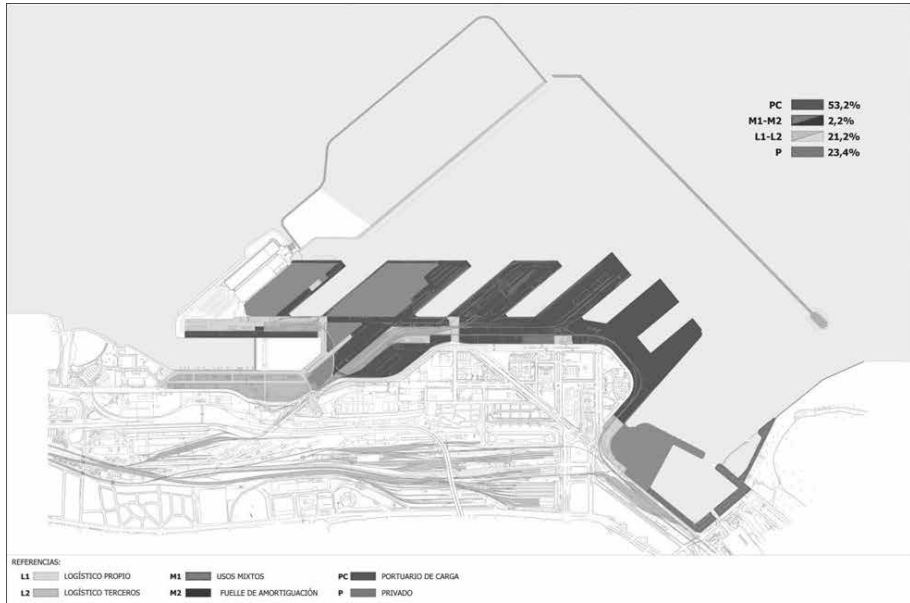 PC 53,2%
M1-M2 2,2%
L1-L2 21,2%
P 23,4%
REFERENCIAS:
L1 LOGÍSTICO PROPIO M1 USOS MIXTOS PC PORTUARIO DE CARGA
L2 LOGÍSTICO TERCEROS M2 FUELLE DE AMORTIGUACIÓN P PRIVADO